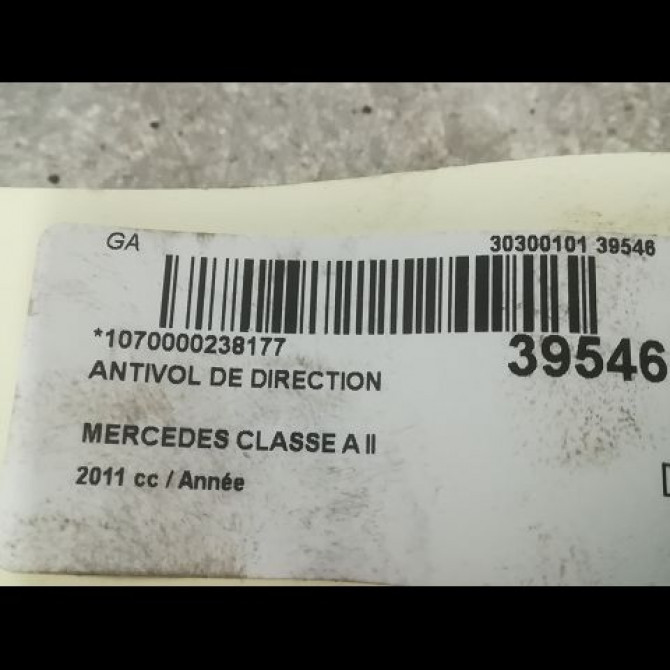 GA
30300101 39546
*1070000238177
39546
ANTIVOL DE DIRECTION
MERCEDES CLASSE A II
2011 cc / Année